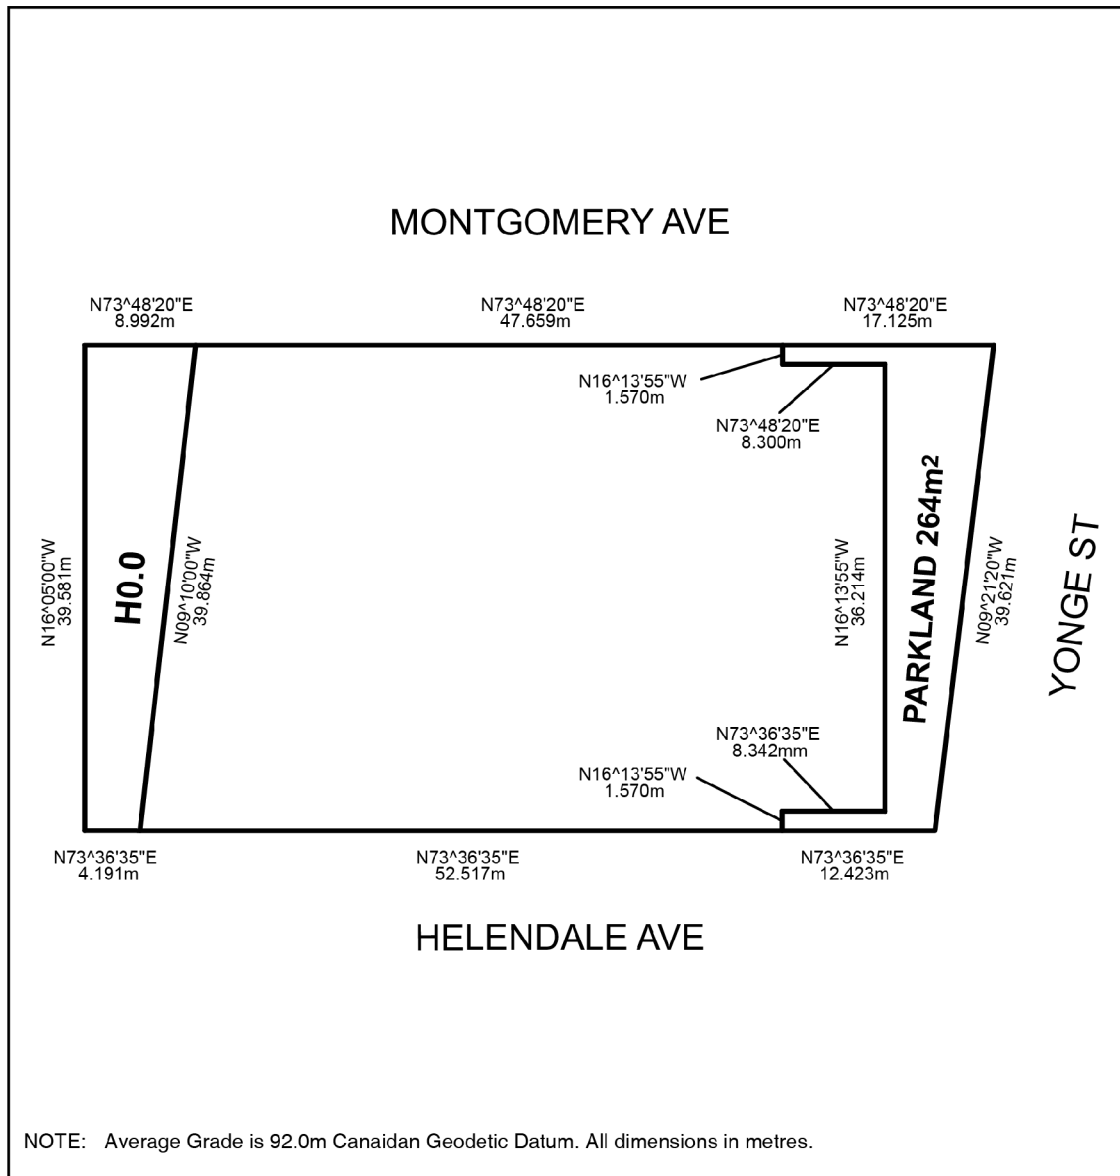 MONTGOMERY AVE
N73^48'20"E
8.992m
N73^48'20"E
47.659m
N73^48'20"E
17.125m
N16^13'55"W
1.570m
N73^48'20"E
8.300m
N16^05'00"W
39.581m
H0.0
N09^10'00"W
39.864m
N16^13'55"W
36.214m
PARKLAND 264m²
N09^21'20"W
39.621m
YONGE ST
N73^36'35"E
8.342mm
N16^13'55"W
1.570m
N73^36'35"E
4.191m
N73^36'35"E
52.517m
N73^36'35"E
12.423m
HELENDALE AVE
NOTE: Average Grade is 92.0m Canaidan Geodetic Datum. All dimensions in metres.